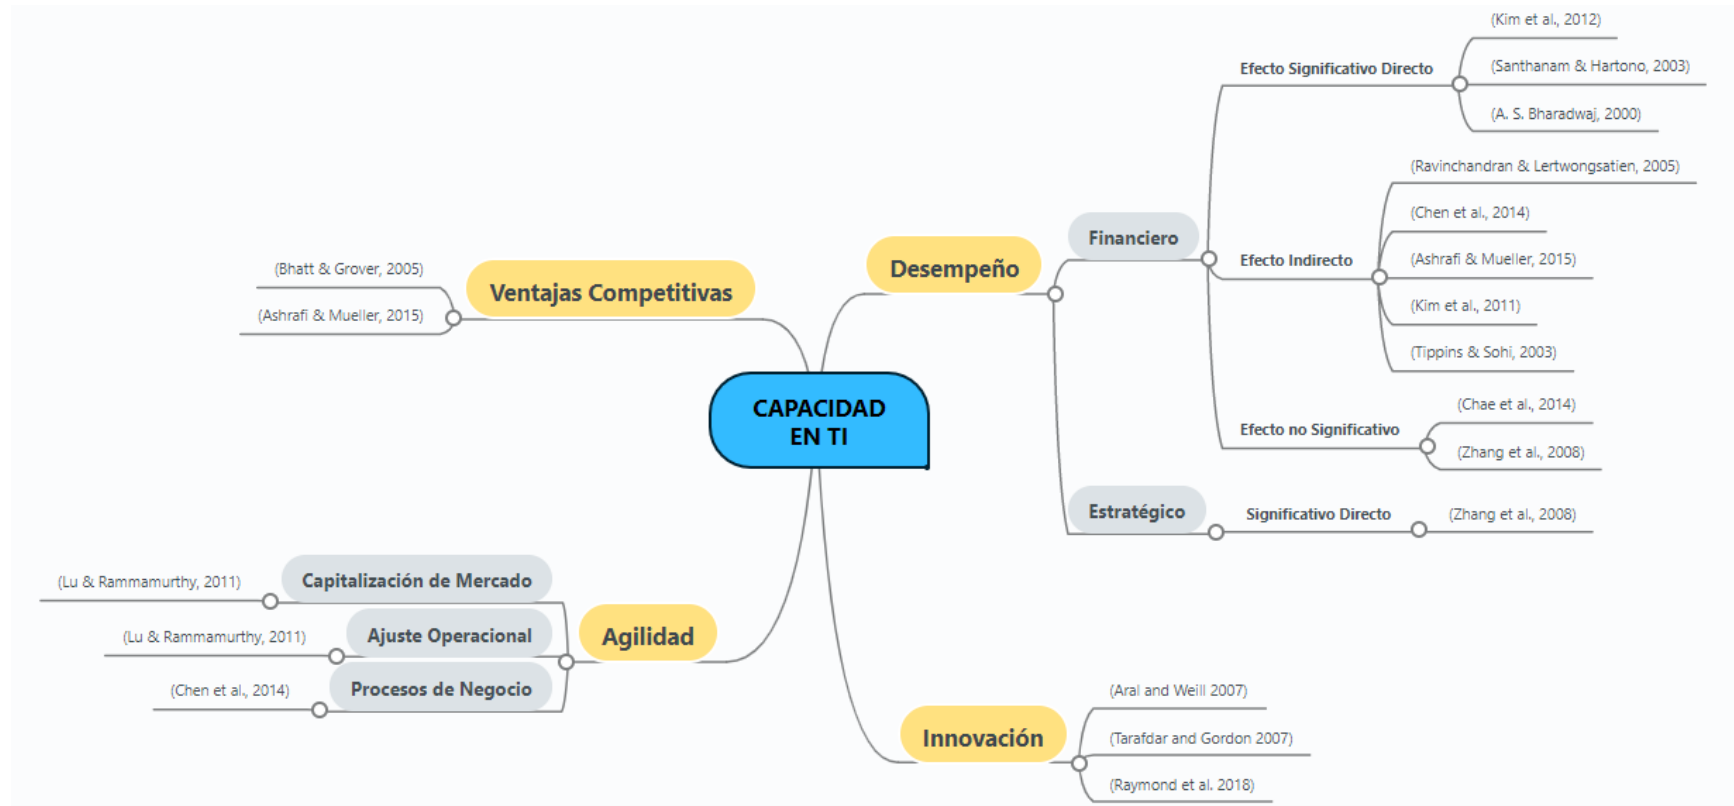 CAPACIDAD
EN TI
Desempeño
Financiero
Efecto Significativo Directo
(Kim et al., 2012)
(Santhanam & Hartono, 2003)
(A. S. Bharadwaj, 2000)
Efecto Indirecto
(Ravinchandran & Lertwongsatien, 2005)
(Chen et al., 2014)
(Ashrafi & Mueller, 2015)
(Kim et al., 2011)
(Tippins & Sohi, 2003)
Efecto no Significativo
(Chae et al., 2014)
(Zhang et al., 2008)
Estratégico
Significativo Directo
(Zhang et al., 2008)
Innovación
(Aral and Weill 2007)
(Tarafdar and Gordon 2007)
(Raymond et al. 2018)
Ventajas Competitivas
(Bhatt & Grover, 2005)
(Ashrafi & Mueller, 2015)
Agilidad
Capitalización de Mercado
(Lu & Rammamurthy, 2011)
Ajuste Operacional
(Lu & Rammamurthy, 2011)
Procesos de Negocio
(Chen et al., 2014)